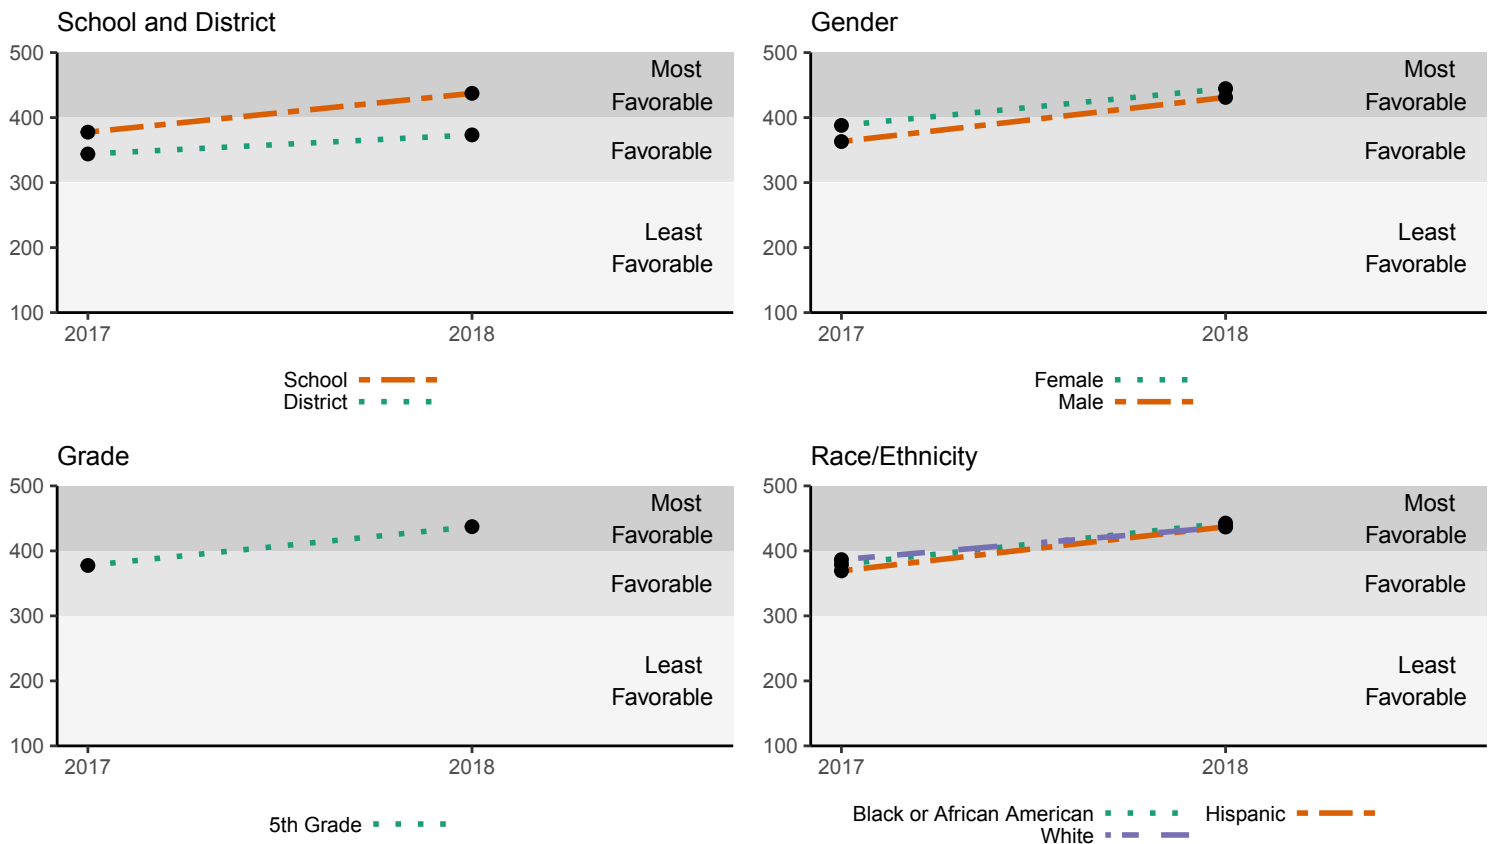 School and District
500
400
300
200
100
Most
Favorable
Favorable
Least
Favorable
2017 2018
School
District
Gender
500
400
300
200
100
Most
Favorable
Favorable
Least
Favorable
2017 2018
Female
Male
Grade
500
400
300
200
100
Most
Favorable
Favorable
Least
Favorable
2017 2018
5th Grade
Race/Ethnicity
500
400
300
200
100
Most
Favorable
Favorable
Least
Favorable
2017 2018
Black or African American Hispanic
White